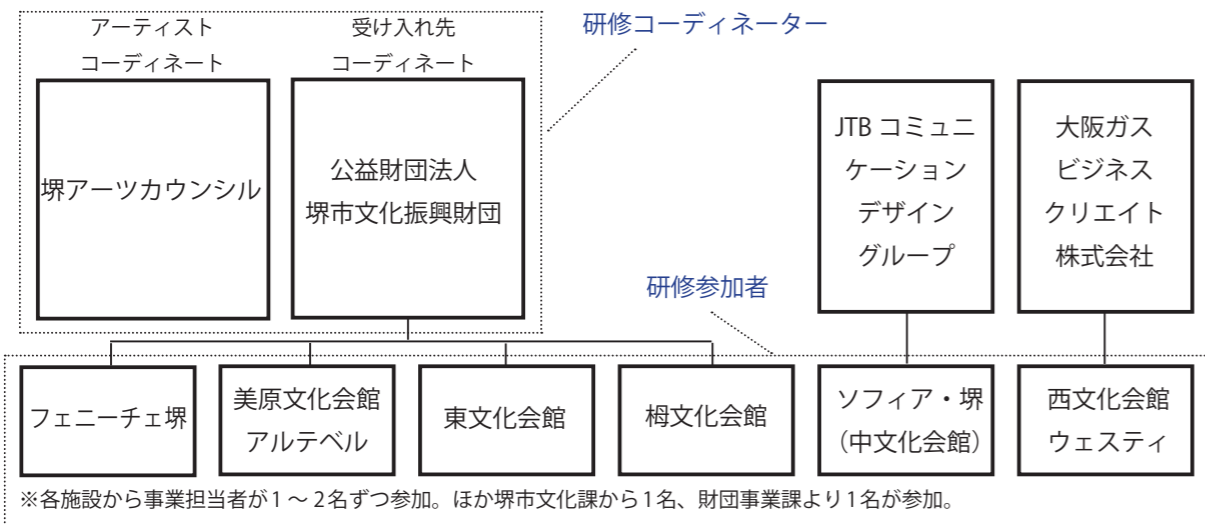 アーティスト
コーディネート
受け入れ先
コーディネート
研修コーディネーター
堺アーツカウンシル
公益財団法人
堺市文化振興財団
JTB コミュニ
ケーション
デザイン
グループ
大阪ガス
ビジネス
クリエイト
株式会社
研修参加者
フェニーチェ堺
美原文化会館
アルテベル
東文化会館
栂文化会館
ソフィア・堺
（中文化会館）
西文化会館
ウェスティ
※各施設から事業担当者が1～2名ずつ参加。ほか堺市文化課から1名、財団事業課より1名が参加。